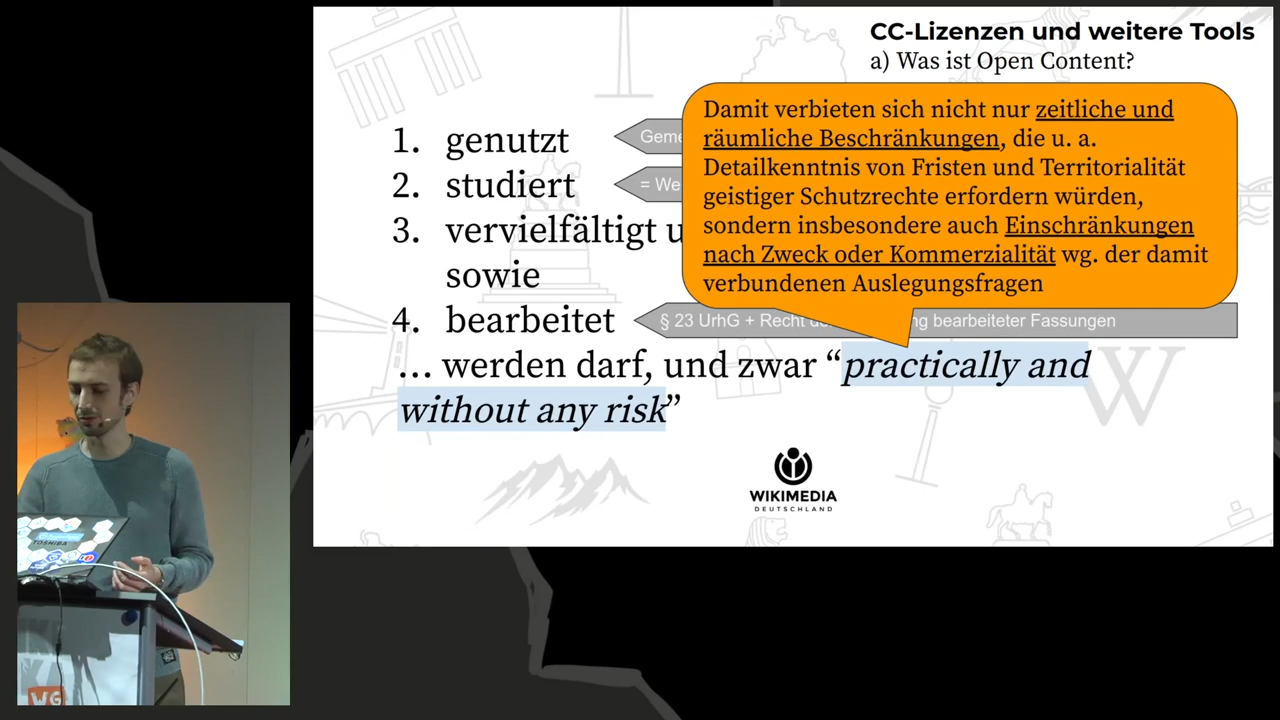 CC-Lizenzen und weitere Tools
a) Was ist Open Content?
Damit verbieten sich nicht nur zeitliche und
räumliche Beschränkungen, die u. a.
Detailkenntnis von Fristen und Territorialität
geistiger Schutzrechte erfordern würden,
sondern insbesondere auch Einschränkungen
nach Zweck oder Kommerzialität wg. der damit
verbundenen Auslegungsfragen
1. genutzt
2. studiert
= We
3. vervielfältigt u
sowie
4. bearbeitet
§ 23 UrhG + Recht bearbeiteter Fassungen
… werden darf, und zwar “practically and
without any risk”
W
WIKIMEDIA
DEUTSCHLAND
TOSHIBA